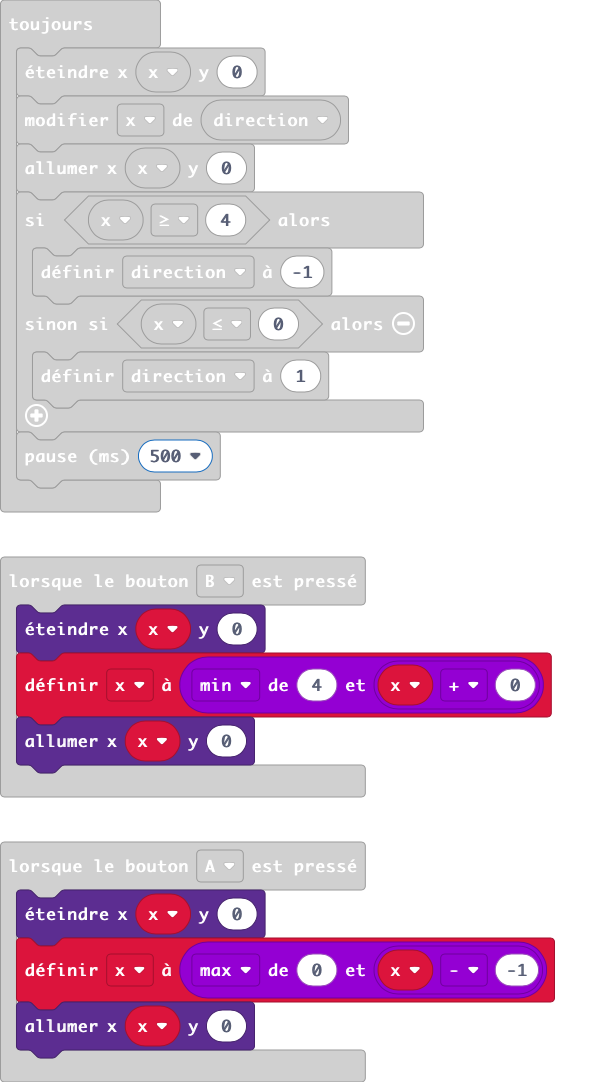 toujours
éteindre x x y 0
modifier x de direction
allumer x x y 0
si x ≥ 4 alors
définir direction à -1
sinon si x ≤ 0 alors
définir direction à 1
pause (ms) 500
lorsque le bouton B est pressé
éteindre x x y 0
définir x à min de 4 et x + 0
allumer x x y 0
lorsque le bouton A est pressé
éteindre x x y 0
définir x à max de 0 et x - -1
allumer x x y 0